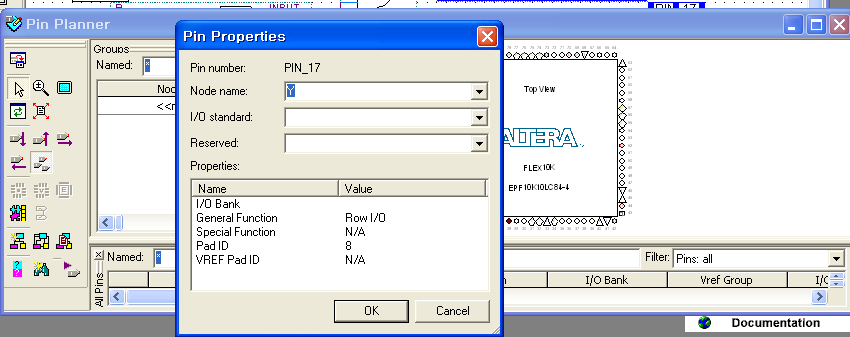 INPUT
PIN_17
Pin Planner
Groups
Named: *
Pin Properties
Pin number: PIN_17
Node name: Y
I/O standard:
Reserved:
Properties:
Name Value
I/O Bank
General Function Row I/O
Special Function N/A
Pad ID 8
VREF Pad ID N/A
OK Cancel
Top View
ALTERA
FLEX10K
EPF10K10LC84-4
All Pins
Named: *
Filter: Pins: all
I/O Bank Vref Group
Documentation